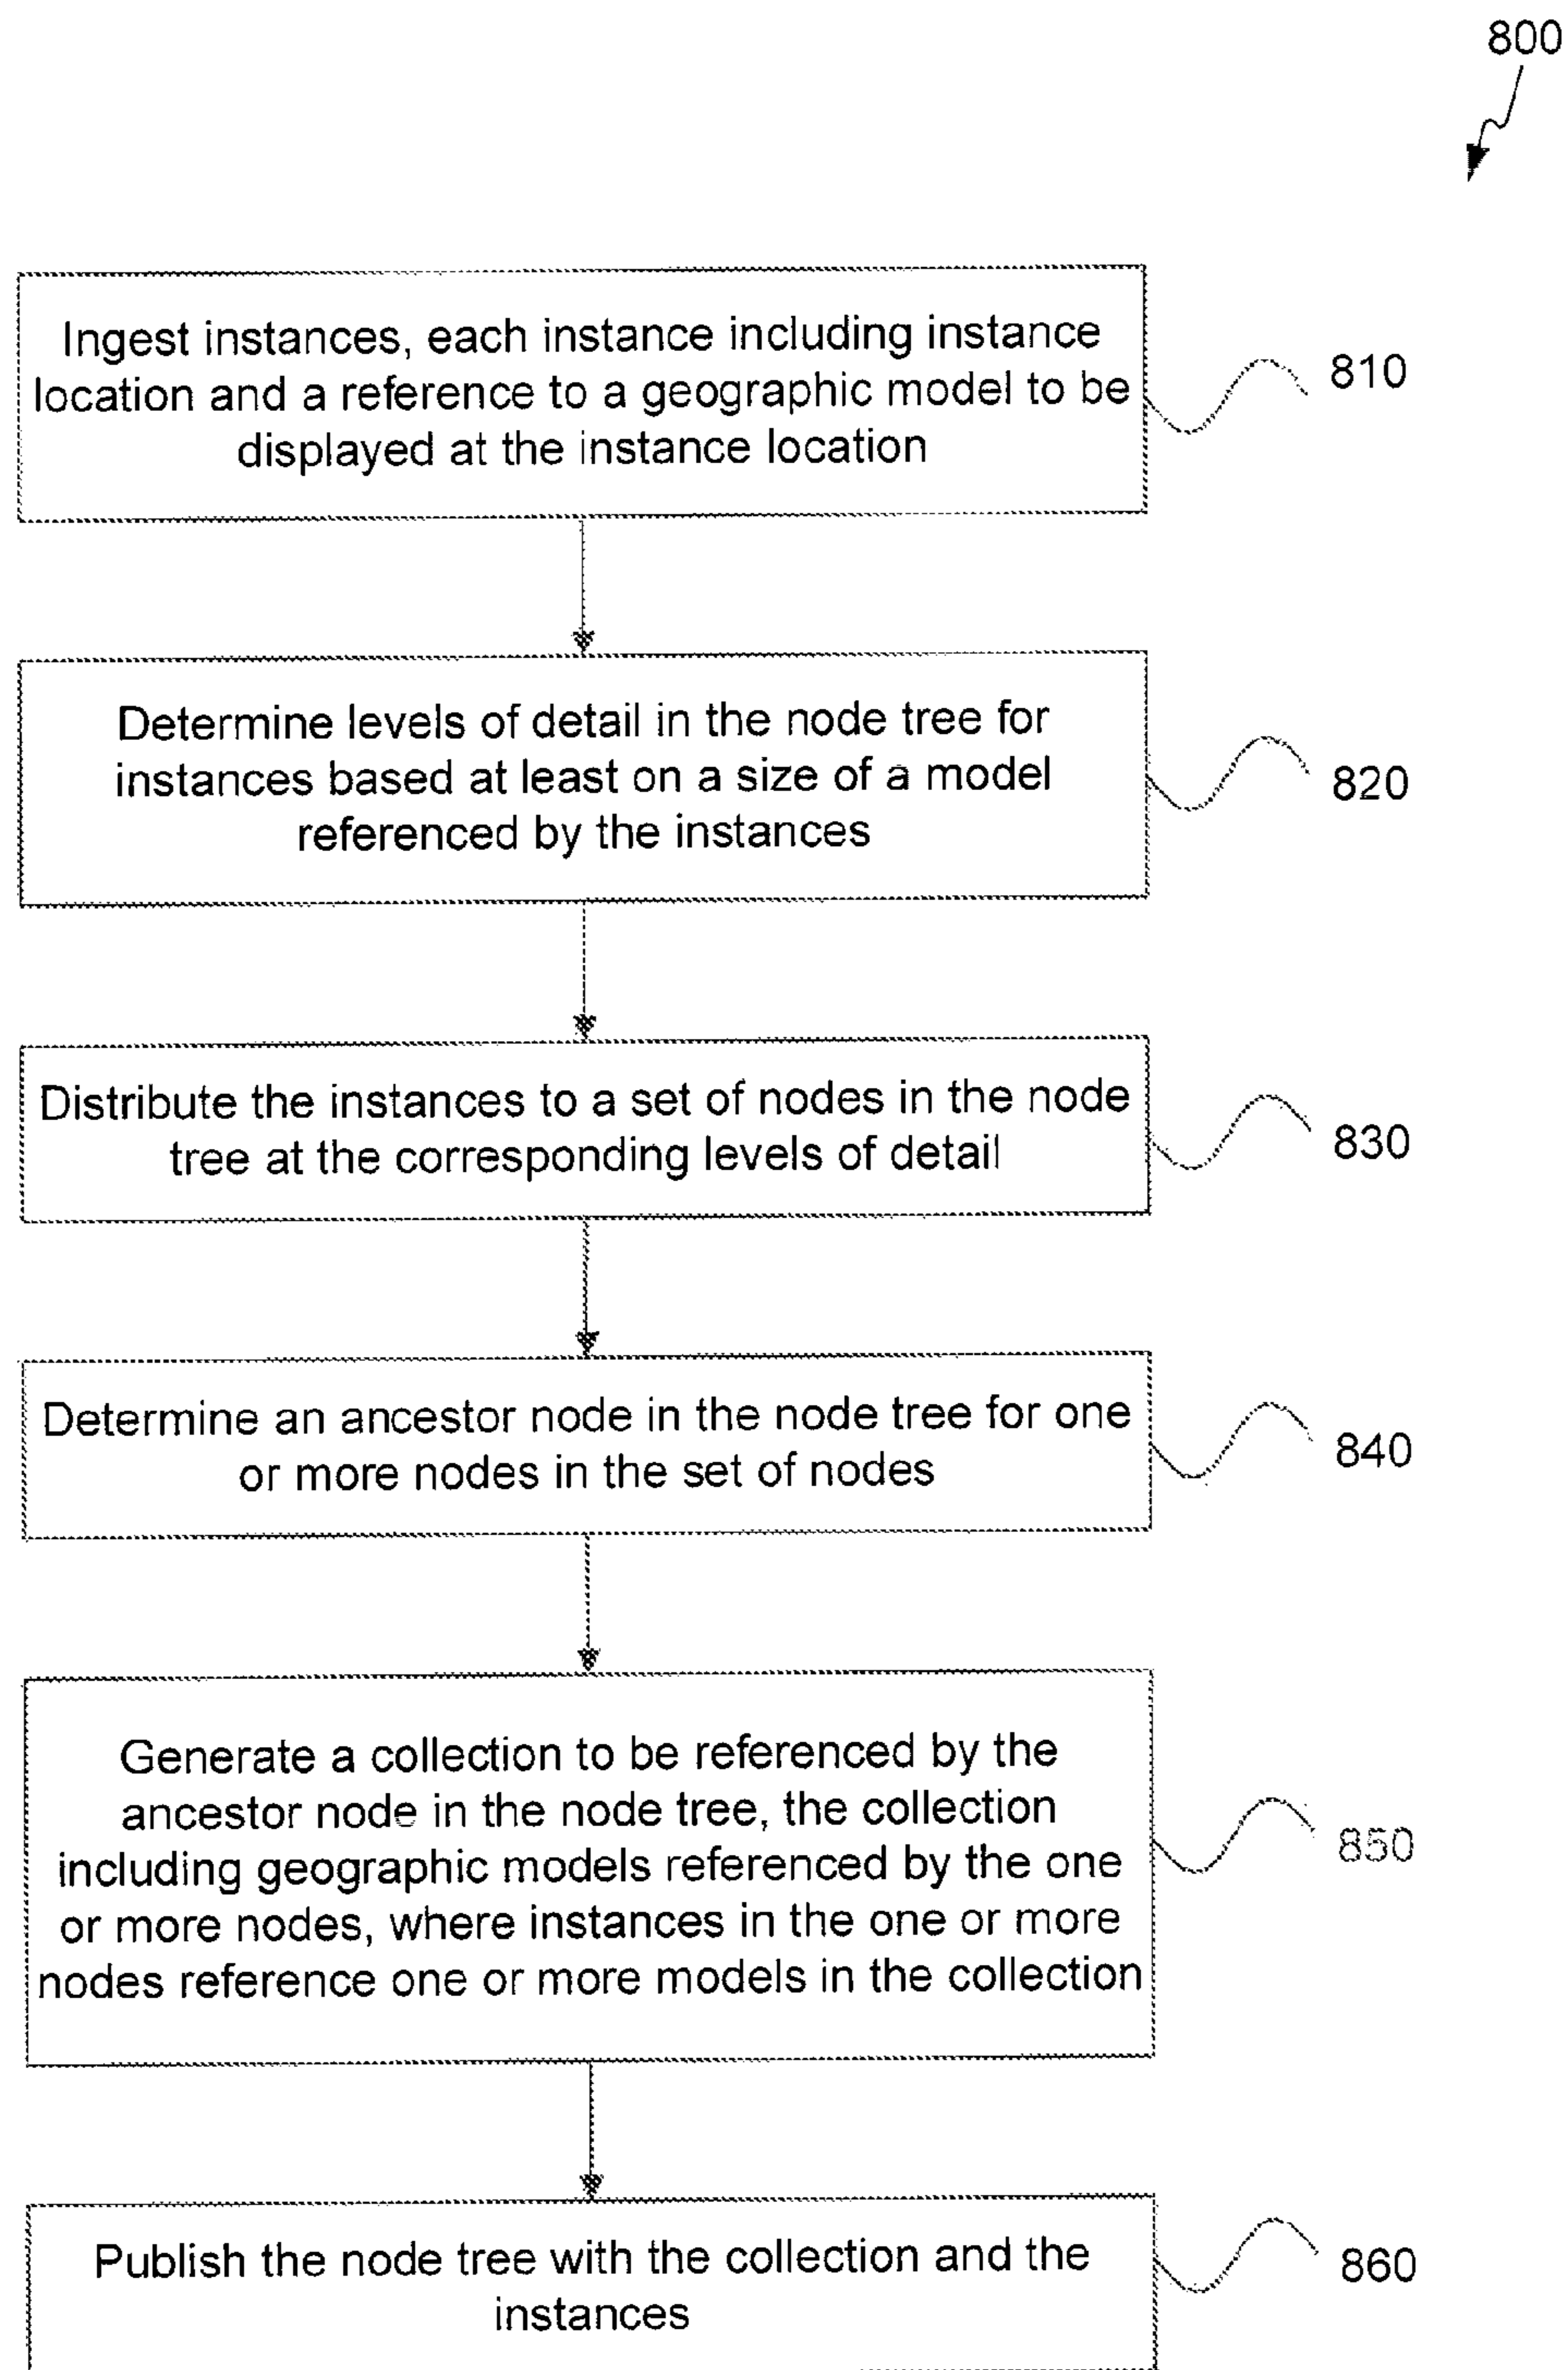 800
Ingest instances, each instance including instance
location and a reference to a geographic model to be
displayed at the instance location
810
Determine levels of detail in the node tree for
instances based at least on a size of a model
referenced by the instances
820
Distribute the instances to a set of nodes in the node
tree at the corresponding levels of detail
830
Determine an ancestor node in the node tree for one
or more nodes in the set of nodes
840
Generate a collection to be referenced by the
ancestor node in the node tree, the collection
including geographic models referenced by the one
or more nodes, where instances in the one or more
nodes reference one or more models in the collection
850
Publish the node tree with the collection and the
instances
860